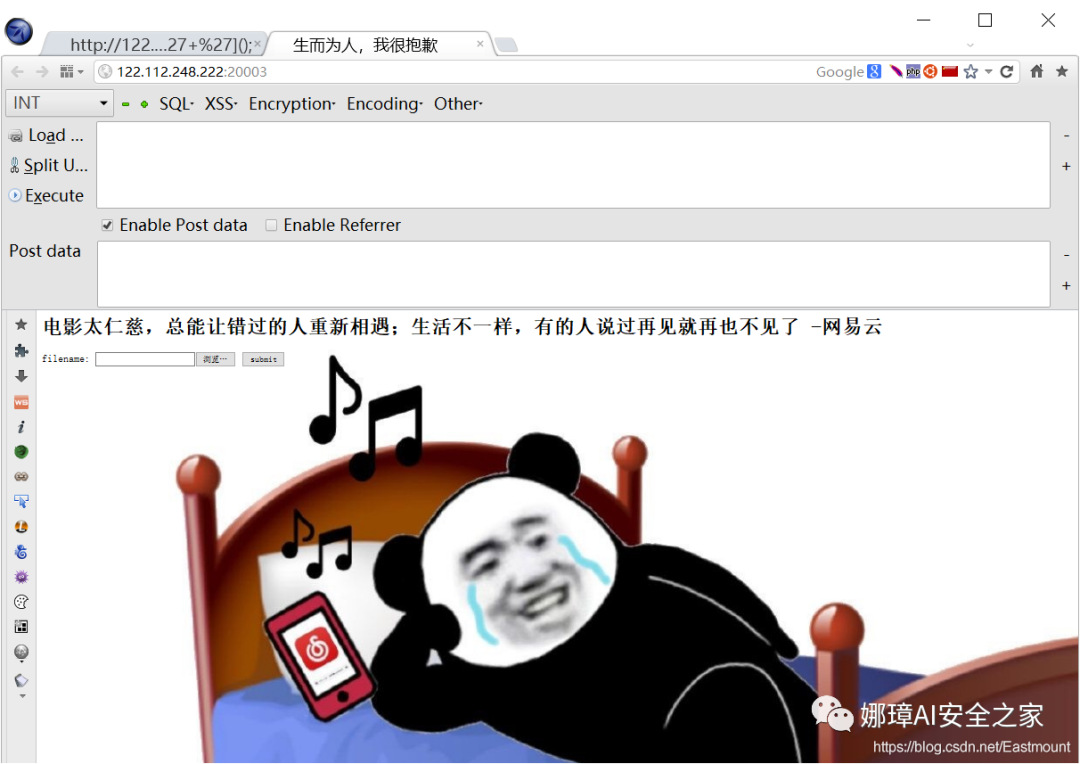 http://122....27+%27]();
生而为人，我很抱歉
122.112.248.222:20003
Google
INT
SQL
XSS
Encryption
Encoding
Other
Load ...
Split U...
Execute
Enable Post data
Enable Referrer
Post data
电影太仁慈，总能让错过的人重新相遇；生活不一样，有的人说过再见就再也不见了 -网易云
filename:
浏览…
submit
娜璋AI安全之家
https://blog.csdn.net/Eastmount